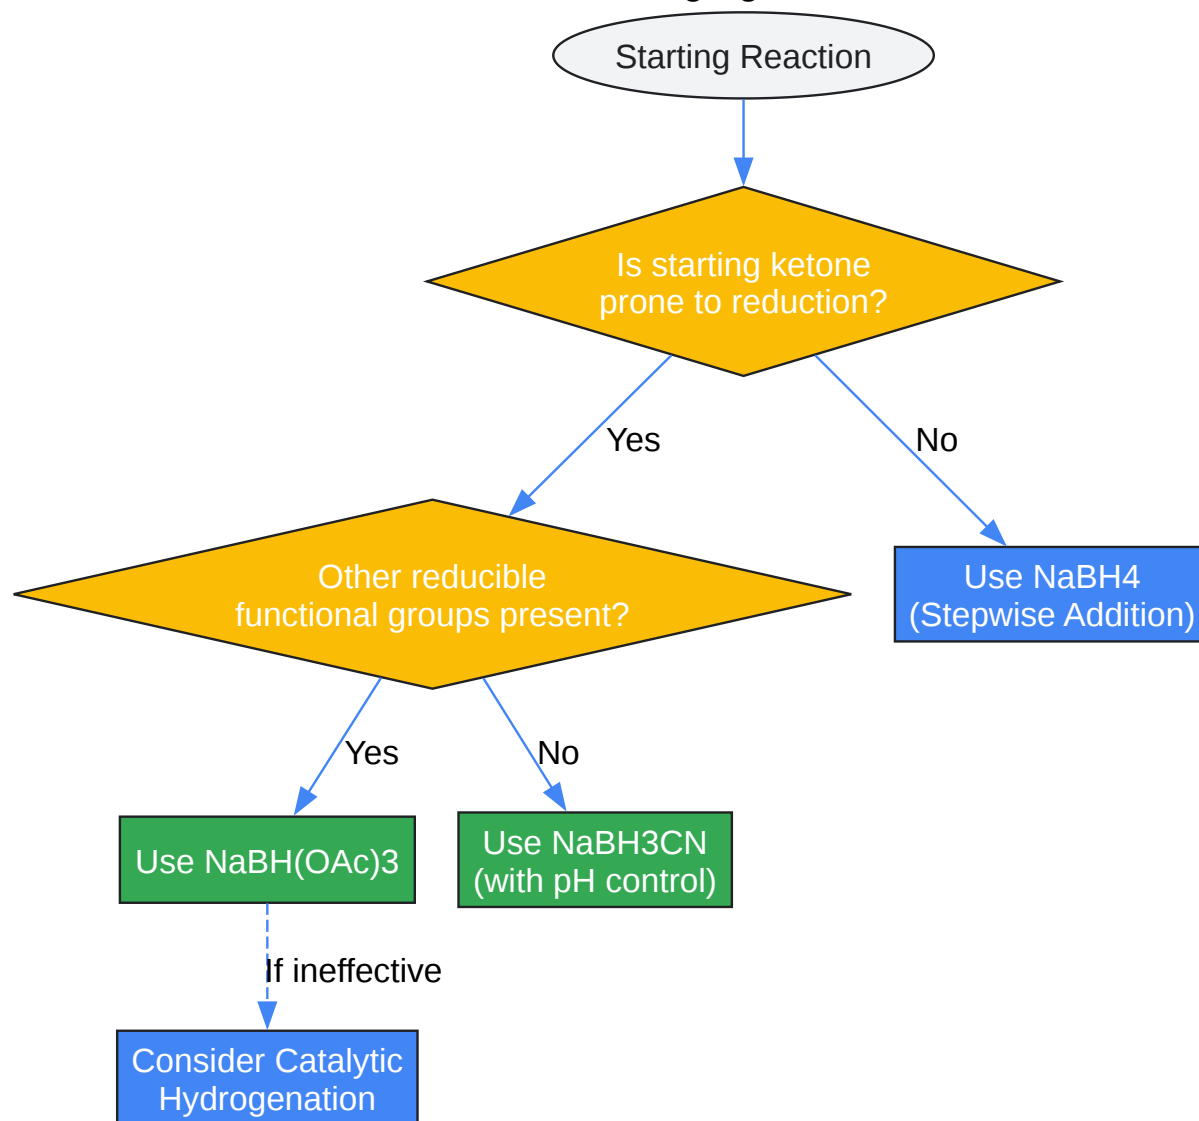 Starting Reaction
Is starting ketone
prone to reduction?
Yes
No
Other reducible
functional groups present?
Use NaBH4
(Stepwise Addition)
Yes
No
Use NaBH(OAc)3
Use NaBH3CN
(with pH control)
If ineffective
Consider Catalytic
Hydrogenation